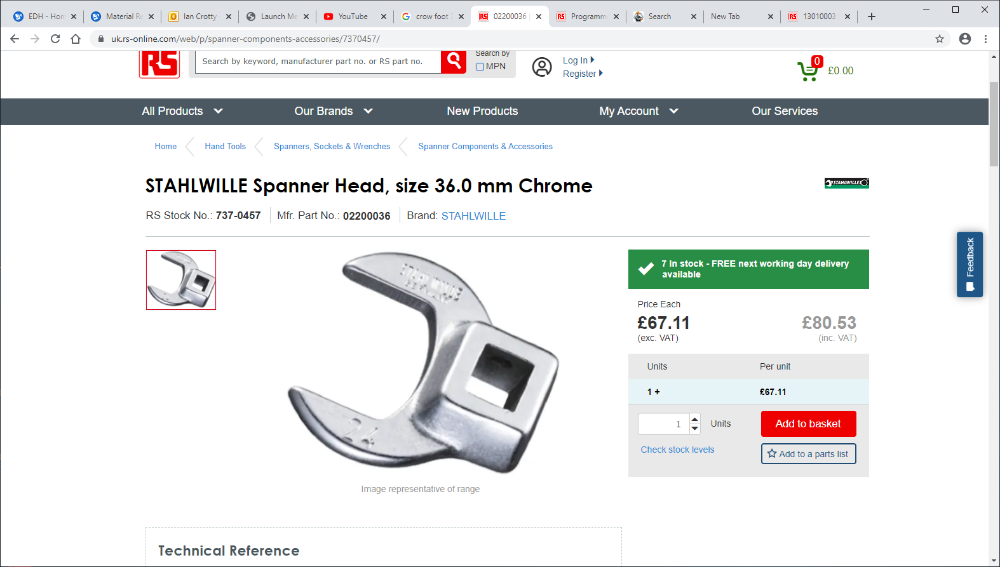 EDH - Hom
Material Re
Ian Crotty
Launch Me
YouTube
crow foot 3
02200036
Programm
Search
New Tab
13010003
uk.rs-online.com/web/p/spanner-components-accessories/7370457/
RS
Search by keyword, manufacturer part no. or RS part no.
Search by
MPN
Log In
Register
0
£0.00
All Products
Our Brands
New Products
My Account
Our Services
Home
Hand Tools
Spanners, Sockets & Wrenches
Spanner Components & Accessories
STAHLWILLE Spanner Head, size 36.0 mm Chrome
STAHLWILLE
RS Stock No.: 737-0457
Mfr. Part No.: 02200036
Brand: STAHLWILLE
STAHLWILLE
24
Image representative of range
7 In stock - FREE next working day delivery
available
Price Each
£67.11
£80.53
(exc. VAT)
(inc. VAT)
Units
Per unit
1 +
£67.11
1
Units
Add to basket
Check stock levels
Add to a parts list
Feedback
Technical Reference